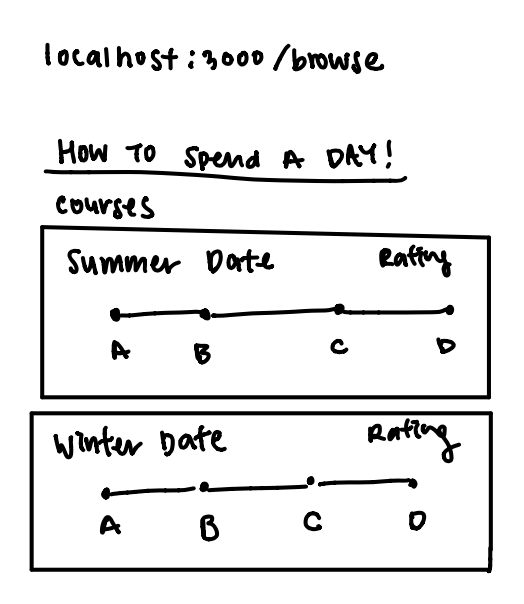 localhost:3000/browse
HOW TO Spend A DAY!
courses
Summer Date Rating
A B C D
Winter Date Rating
A B C D